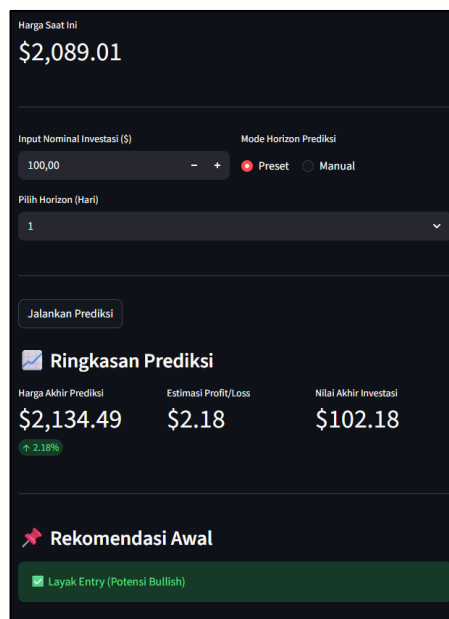 Harga Saat Ini
$2,089.01
Input Nominal Investasi ($)
Mode Horizon Prediksi
100,00 − +
Preset
Manual
Pilih Horizon (Hari)
1
Jalankan Prediksi
Ringkasan Prediksi
Harga Akhir Prediksi
Estimasi Profit/Loss
Nilai Akhir Investasi
$2,134.49
$2.18
$102.18
↑ 2.18%
Rekomendasi Awal
Layak Entry (Potensi Bullish)